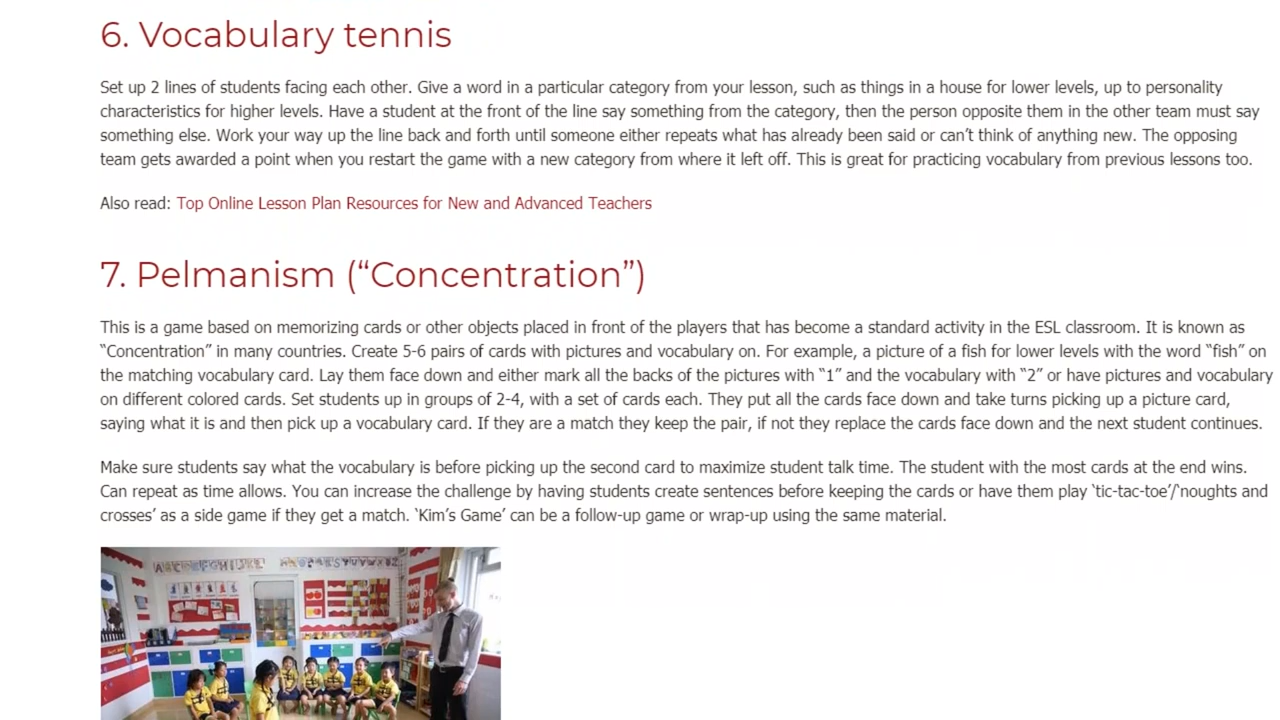 6. Vocabulary tennis
Set up 2 lines of students facing each other. Give a word in a particular category from your lesson, such as things in a house for lower levels, up to personality
characteristics for higher levels. Have a student at the front of the line say something from the category, then the person opposite them in the other team must say
something else. Work your way up the line back and forth until someone either repeats what has already been said or can’t think of anything new. The opposing
team gets awarded a point when you restart the game with a new category from where it left off. This is great for practicing vocabulary from previous lessons too.
Also read: Top Online Lesson Plan Resources for New and Advanced Teachers
7. Pelmanism (“Concentration”)
This is a game based on memorizing cards or other objects placed in front of the players that has become a standard activity in the ESL classroom. It is known as
“Concentration” in many countries. Create 5-6 pairs of cards with pictures and vocabulary on. For example, a picture of a fish for lower levels with the word “fish” on
the matching vocabulary card. Lay them face down and either mark all the backs of the pictures with “1” and the vocabulary with “2” or have pictures and vocabulary
on different colored cards. Set students up in groups of 2-4, with a set of cards each. They put all the cards face down and take turns picking up a picture card,
saying what it is and then pick up a vocabulary card. If they are a match they keep the pair, if not they replace the cards face down and the next student continues.
Make sure students say what the vocabulary is before picking up the second card to maximize student talk time. The student with the most cards at the end wins.
Can repeat as time allows. You can increase the challenge by having students create sentences before keeping the cards or have them play ‘tic-tac-toe’/‘noughts and
crosses’ as a side game if they get a match. ‘Kim’s Game’ can be a follow-up game or wrap-up using the same material.